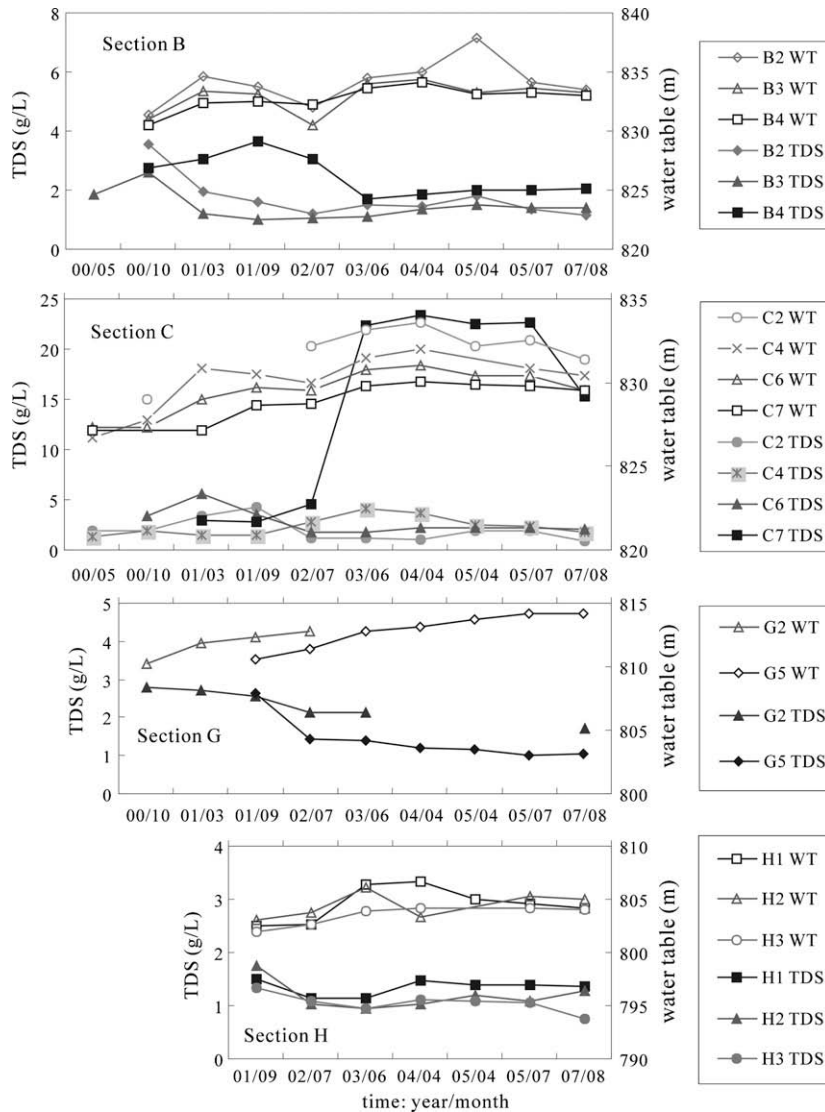 Section B
TDS (g/L)
8
6
4
2
0
840
835
830
825
820
water table (m)
00/05 00/10 01/03 01/09 02/07 03/06 04/04 05/04 05/07 07/08
B2 WT
B3 WT
B4 WT
B2 TDS
B3 TDS
B4 TDS
Section C
TDS (g/L)
25
20
15
10
5
0
835
830
825
820
water table (m)
00/05 00/10 01/03 01/09 02/07 03/06 04/04 05/04 05/07 07/08
C2 WT
C4 WT
C6 WT
C7 WT
C2 TDS
C4 TDS
C6 TDS
C7 TDS
Section G
TDS (g/L)
5
4
3
2
1
0
815
810
805
800
water table (m)
00/10 01/03 01/09 02/07 03/06 04/04 05/04 05/07 07/08
G2 WT
G5 WT
G2 TDS
G5 TDS
Section H
TDS (g/L)
4
3
2
1
0
810
805
800
795
790
water table (m)
01/09 02/07 03/06 04/04 05/04 05/07 07/08
time: year/month
H1 WT
H2 WT
H3 WT
H1 TDS
H2 TDS
H3 TDS